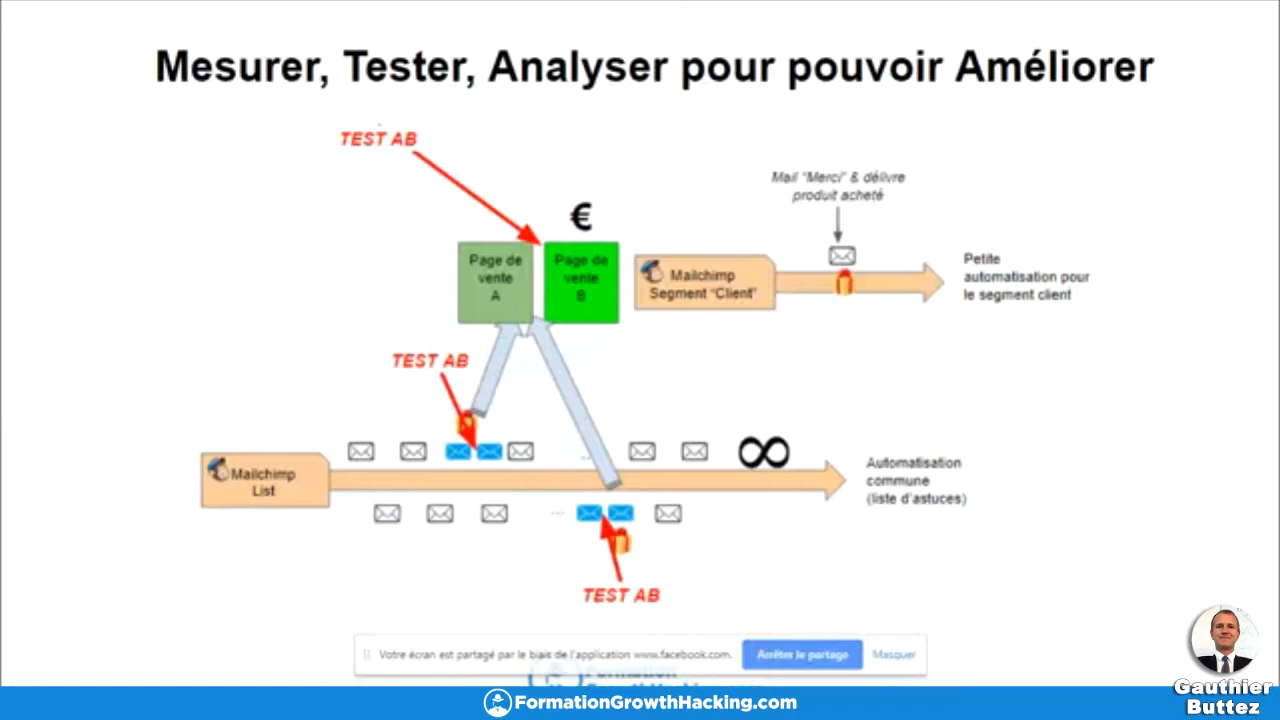 Mesurer, Tester, Analyser pour pouvoir Améliorer
TEST AB
Mail "Merci" & délivre
produit acheté
€
Page de
vente
A
Page de
vente
B
Mailchimp
Segment "Client"
Petite
automatisation pour
le segment client
TEST AB
...
∞
Mailchimp
List
Automatisation
commune
(liste d'astuces)
...
TEST AB
Votre écran est partagé par le biais de l'application www.facebook.com.
Arrêter le partage
Masquer
Formation
FormationGrowthHacking.com
Gauthier
Buttez